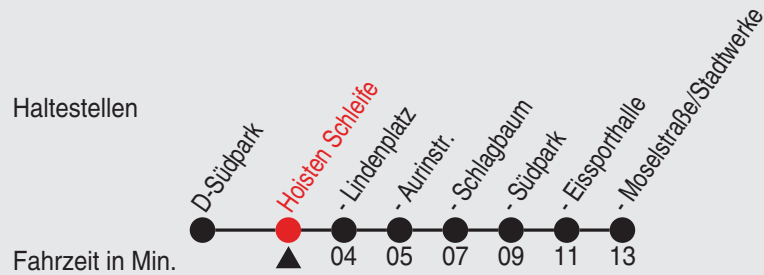 Haltestellen
D-Südpark
Hoisten Schleife
- Lindenplatz
- Aurinstr.
- Schlagbaum
- Südpark
- Eissporthalle
- Moselstraße/Stadtwerke
Fahrzeit in Min. 04 05 07 09 11 13